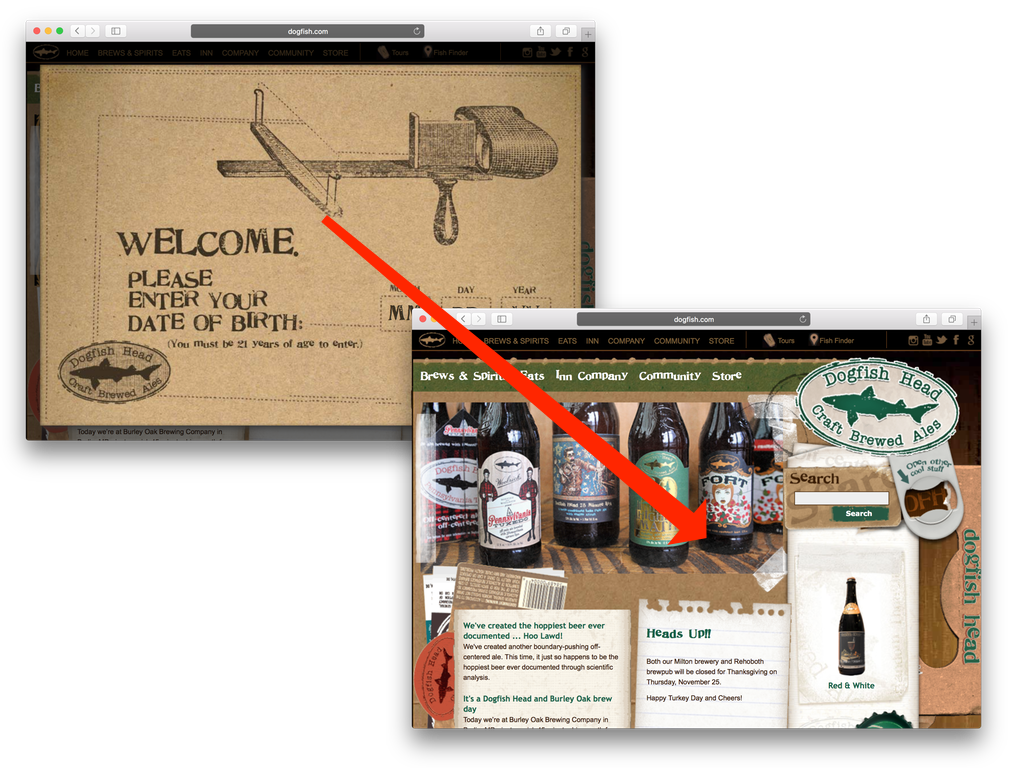 dogfish.com
HOME BREWS & SPIRITS EATS INN COMPANY COMMUNITY STORE Tours Fish Finder
WELCOME.
PLEASE
ENTER YOUR
DATE OF BIRTH:
DAY YEAR
(You must be 21 years of age to enter.)
Dogfish Head
Craft Brewed Ales
Today we're at Burley Oak Brewing Company in
dogfish.com
BREWS & SPIRITS EATS INN COMPANY COMMUNITY STORE Tours Fish Finder
Brews & Eats Inn Company Community Store
Dogfish Head
Craft Brewed Ales
Open other
cool stuff
OFF
Search
Search
Pennsylvania
Tuxedo
FORT
dogfish head
We've created the hoppiest beer ever
documented ... Hoo Lawd!
We've created another boundary-pushing off-
centered ale. This time, it just so happens to be the
hoppiest beer ever documented through scientific
analysis.
It's a Dogfish Head and Burley Oak brew
day
Today we're at Burley Oak Brewing Company in
Heads Up!!
Both our Milton brewery and Rehoboth
brewpub will be closed for Thanksgiving on
Thursday, November 25.
Happy Turkey Day and Cheers!
Red & White